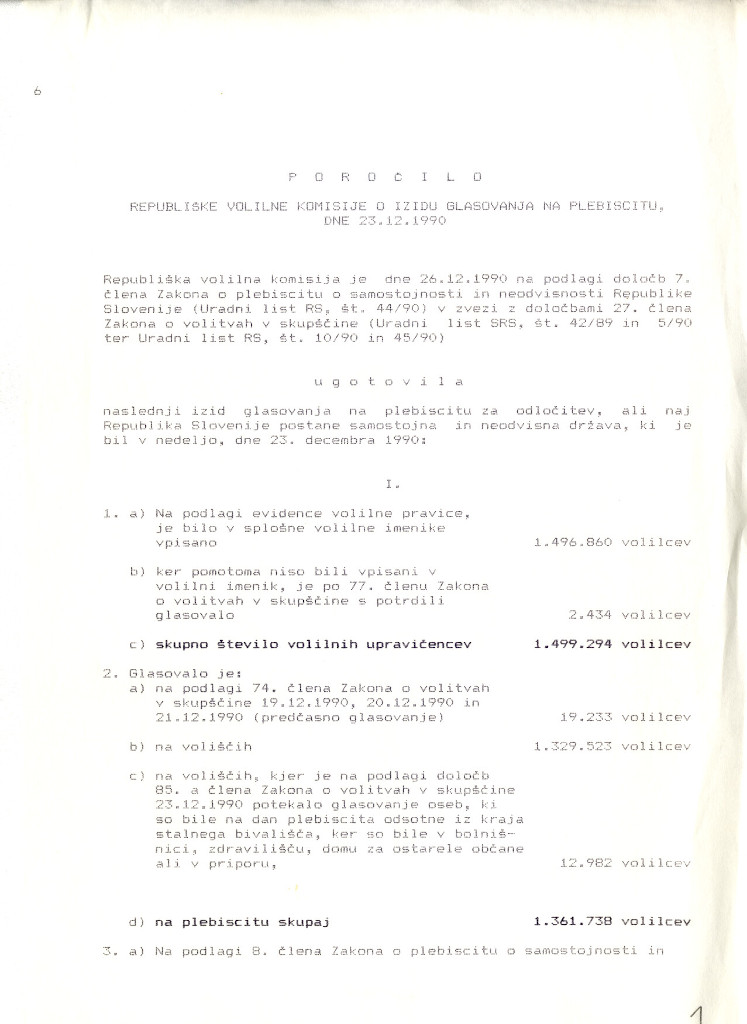 6
P O R O Č I L O
REPUBLIŠKE VOLILNE KOMISIJE O IZIDU GLASOVANJA NA PLEBISCITU,
DNE 23.12.1990
Republiška volilna komisija je dne 26.12.1990 na podlagi določb 7.
člena Zakona o plebiscitu o samostojnosti in neodvisnosti Republike
Slovenije (Uradni list RS, št. 44/90) v zvezi z določbami 27. člena
Zakona o volitvah v skupščine (Uradni list SRS, št. 42/89 in 5/90
ter Uradni list RS, št. 10/90 in 45/90)
u g o t o v i l a
naslednji izid glasovanja na plebiscitu za odločitev, ali naj
Republika Slovenije postane samostojna in neodvisna država, ki je
bil v nedeljo, dne 23. decembra 1990:
I.
1. a) Na podlagi evidence volilne pravice,
je bilo v splošne volilne imenike
vpisano 1.496.860 volilcev
b) ker pomotoma niso bili vpisani v
volilni imenik, je po 77. členu Zakona
o volitvah v skupščine s potrdili
glasovalo 2.434 volilcev
c) skupno število volilnih upravičencev 1.499.294 volilcev
2. Glasovalo je:
a) na podlagi 74. člena Zakona o volitvah
v skupščine 19.12.1990, 20.12.1990 in
21.12.1990 (predčasno glasovanje) 19.233 volilcev
b) na voliščih 1.329.523 volilcev
c) na voliščih, kjer je na podlagi določb
85. a člena Zakona o volitvah v skupščine
23.12.1990 potekalo glasovanje oseb, ki
so bile na dan plebiscita odsotne iz kraja
stalnega bivališča, ker so bile v bolniš-
nici, zdravilišču, domu za ostarele občane
ali v priporu, 12.982 volilcev
d) na plebiscitu skupaj 1.361.738 volilcev
3. a) Na podlagi 8. člena Zakona o plebiscitu o samostojnosti in
1